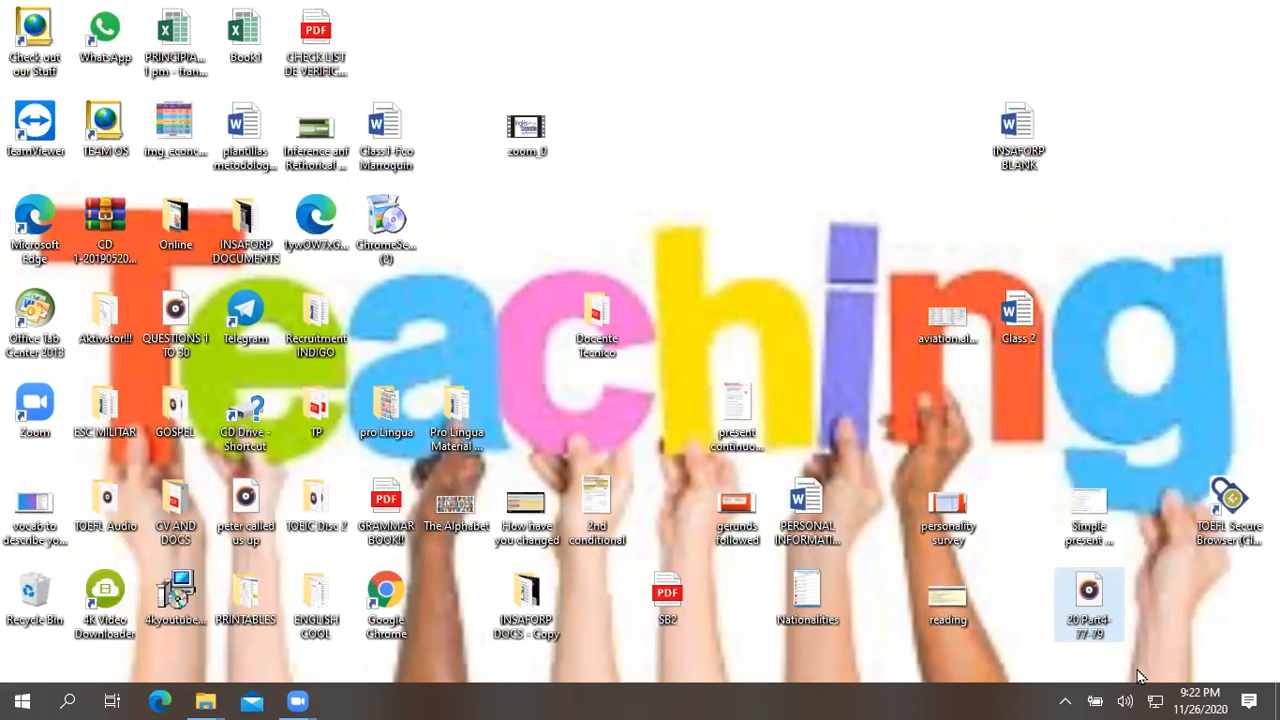 Check out
our Stuff
WhatsApp
PRINCIPIA...
1 pm - fran...
Book1
PDF
CHECK LIST
DE VERIFIC...
TeamViewer
TEAM OS
img_econc...
plantillas
metodolog...
Inference anf
Rethorical ...
Class1-Fco
Marroquin
zoom_0
INSAFORP
BLANK
Microsoft
Edge
CD
1-20190520...
Online
INSAFORP
DOCUMENTS
1ywOW7xG...
ChromeSe...
(2)
Teaching
Office Tab
Center 2013
Aktivator!!!
QUESTIONS 1
TO 30
Telegram
Recruitment
INDIGO
Docente
Tecnico
aviation.al...
Class 2
Zoom
ESC MILITAR
GOSPEL
CD Drive -
Shortcut
TP
pro Lingua
Pro Lingua
Material ...
present
continuo...
vocab to
describe yo...
TOEFL Audio
CV AND
DOCS
peter called
us up
TOEIC Disc 2
PDF
GRAMMAR
BOOK!!
The Alphabet
How have
you changed
2nd
conditional
gerunds
followed
PERSONAL
INFORMATI...
personality
survey
Simple
present ...
TOEFL Secure
Browser (Cl...
Recycle Bin
4K Video
Downloader
4kyoutube...
PRINTABLES
ENGLISH
COOL
Google
Chrome
INSAFORP
DOCS - Copy
PDF
SB2
Nationalities
reading
20 Part4-
77-79
9:22 PM
11/26/2020